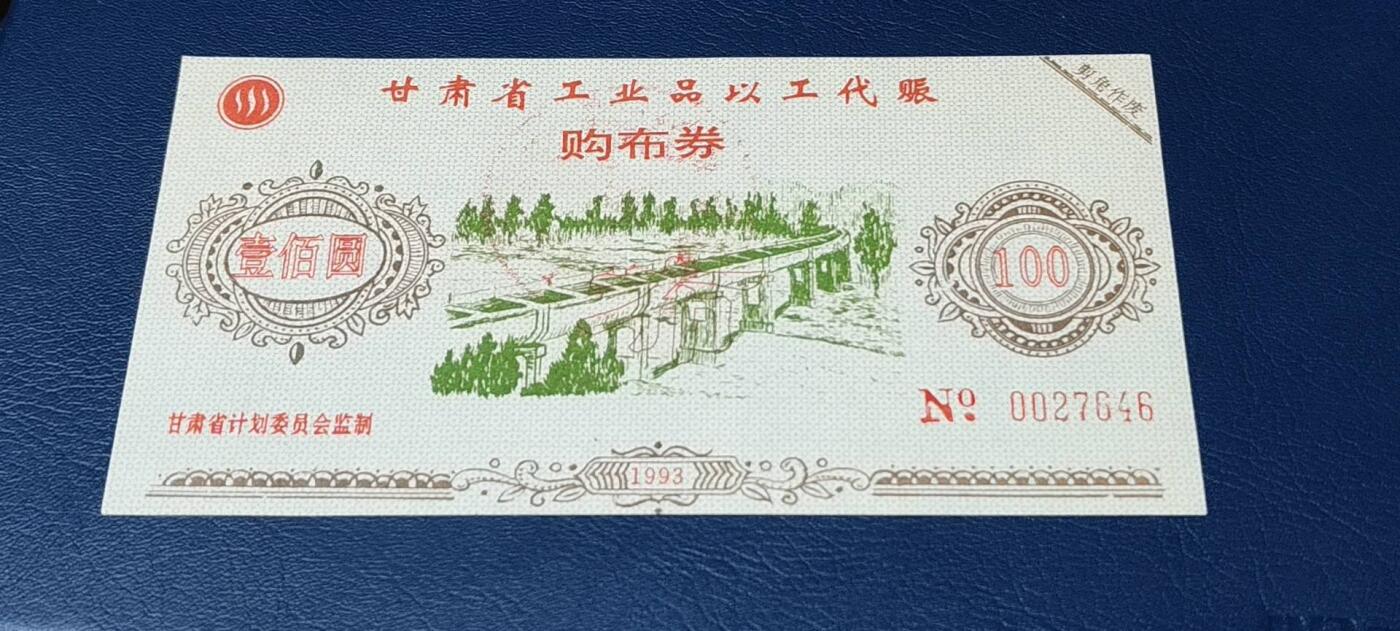 甘肃省工业品以工代赈
购布券
剪角作废
壹佰圆
100
甘肃省计划委员会监制
No 0027646
1993